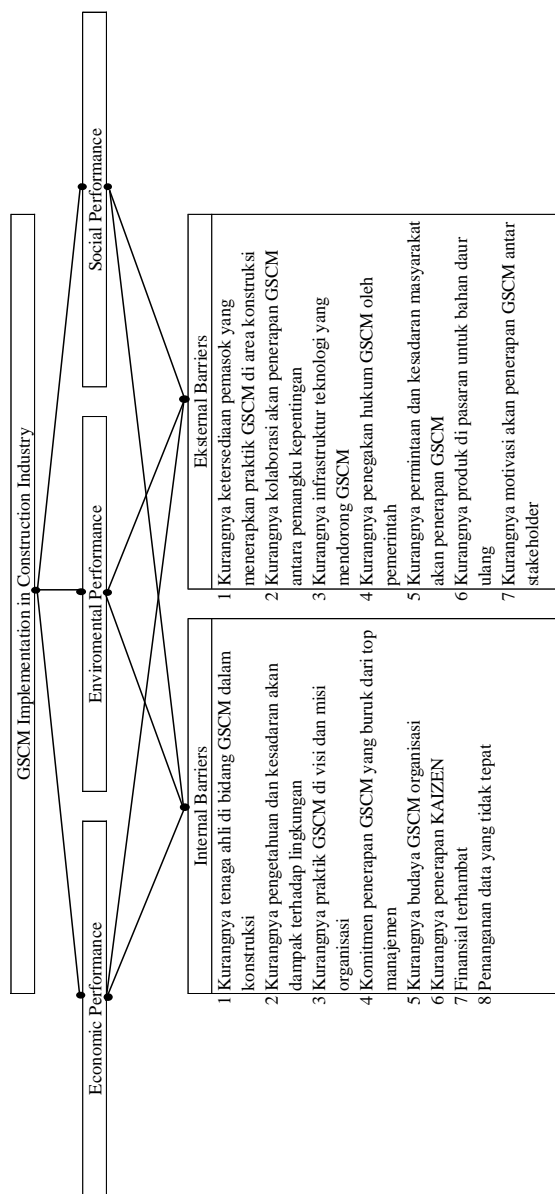 GSCM Implementation in Construction Industry
Economic Performance
Enviromental Performance
Social Performance
Internal Barriers
1 Kurangnya tenaga ahli di bidang GSCM dalam
konstruksi
2 Kurangnya pengetahuan dan kesadaran akan
dampak terhadap lingkungan
3 Kurangnya praktik GSCM di visi dan misi
organisasi
4 Komitmen penerapan GSCM yang buruk dari top
manajemen
5 Kurangnya budaya GSCM organisasi
6 Kurangnya penerapan KAIZEN
7 Finansial terhambat
8 Penanganan data yang tidak tepat
Eksternal Barriers
1 Kurangnya ketersediaan pemasok yang
menerapkan praktik GSCM di area konstruksi
2 Kurangnya kolaborasi akan penerapan GSCM
antara pemangku kepentingan
3 Kurangnya infrastruktur teknologi yang
mendorong GSCM
4 Kurangnya penegakan hukum GSCM oleh
pemerintah
5 Kurangnya permintaan dan kesadaran masyarakat
akan penerapan GSCM
6 Kurangnya produk di pasaran untuk bahan daur
ulang
7 Kurangnya motivasi akan penerapan GSCM antar
stakeholder